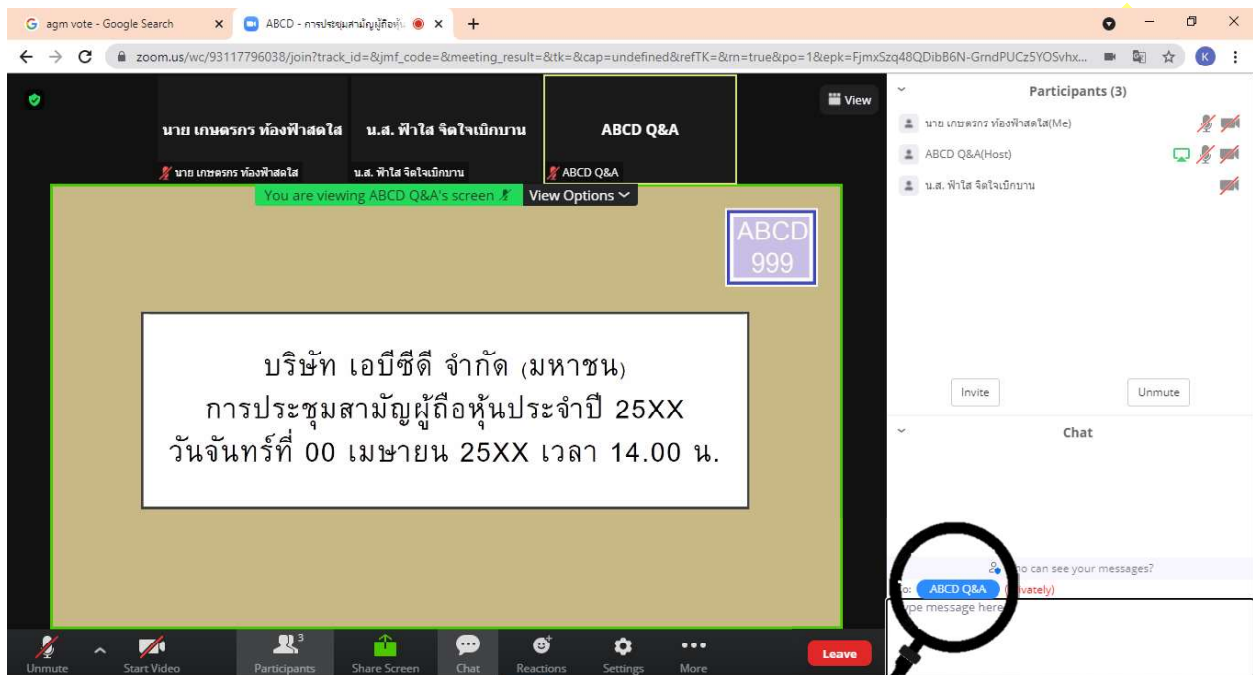 agm vote - Google Search
ABCD - การประชุมสามัญผู้ถือหุ้น
zoom.us/wc/93117796038/join?track_id=&jmf_code=&meeting_result=&tk=&cap=undefined&refTK=&rn=true&po=1&epk=FjmxSzq48QDibB6N-GrndPUCz5YOSvhx...
K
นาย เกษตรกร ท้องฟ้าสดใส
น.ส. ฟ้าใส จิตใจเบิกบาน
ABCD Q&A
View
นาย เกษตรกร ท้องฟ้าสดใส
น.ส. ฟ้าใส จิตใจเบิกบาน
ABCD Q&A
You are viewing ABCD Q&A's screen
View Options
ABCD
999
บริษัท เอบีซีดี จำกัด (มหาชน)
การประชุมสามัญผู้ถือหุ้นประจำปี 25XX
วันจันทร์ที่ 00 เมษายน 25XX เวลา 14.00 น.
Participants (3)
นาย เกษตรกร ท้องฟ้าสดใส(Me)
ABCD Q&A(Host)
น.ส. ฟ้าใส จิตใจเบิกบาน
Invite
Unmute
Chat
can see your messages?
ABCD Q&A
message here
Unmute
Start Video
Participants
3
Share Screen
Chat
Reactions
Settings
More
Leave